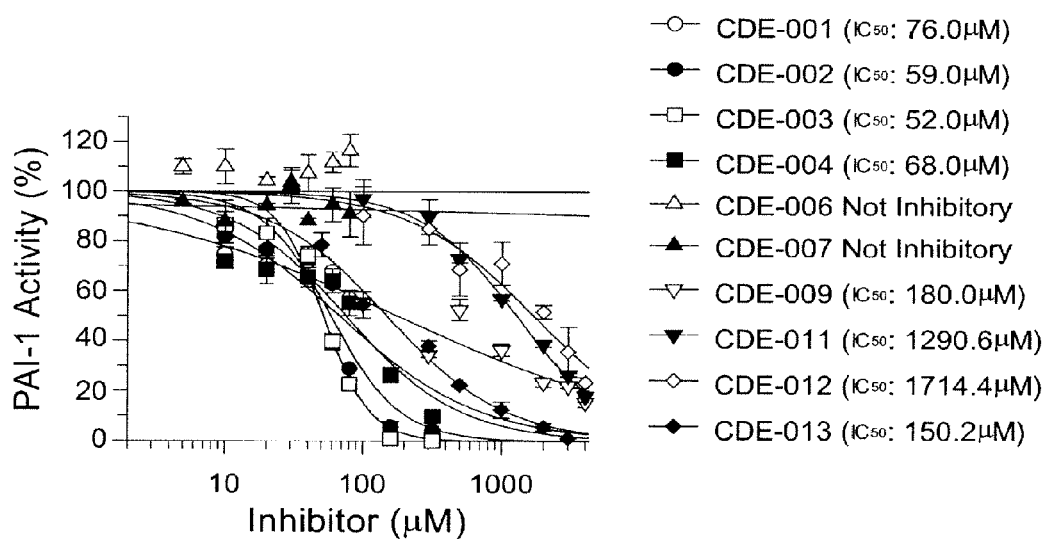 CDE-001 (IC50: 76.0μM)
CDE-002 (IC50: 59.0μM)
CDE-003 (IC50: 52.0μM)
CDE-004 (IC50: 68.0μM)
CDE-006 Not Inhibitory
CDE-007 Not Inhibitory
CDE-009 (IC50: 180.0μM)
CDE-011 (IC50: 1290.6μM)
CDE-012 (IC50: 1714.4μM)
CDE-013 (IC50: 150.2μM)
PAI-1 Activity (%)
120
100
80
60
40
20
0
10 100 1000
Inhibitor (μM)